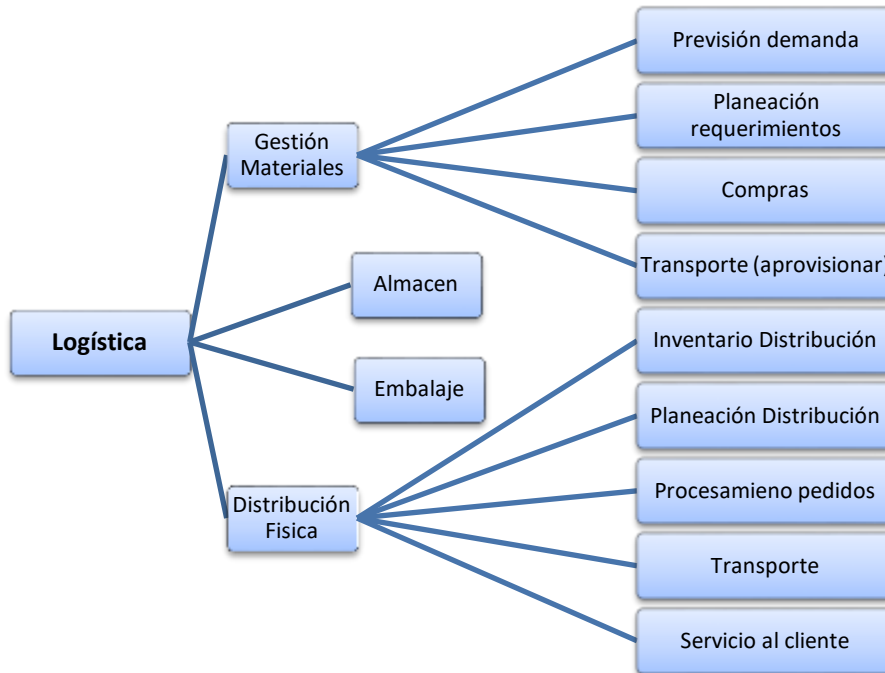 Logística
Gestión
Materiales
Almacen
Embalaje
Distribución
Fisica
Previsión demanda
Planeación
requerimientos
Compras
Transporte (aprovisionar)
Inventario Distribución
Planeación Distribución
Procesamieno pedidos
Transporte
Servicio al cliente